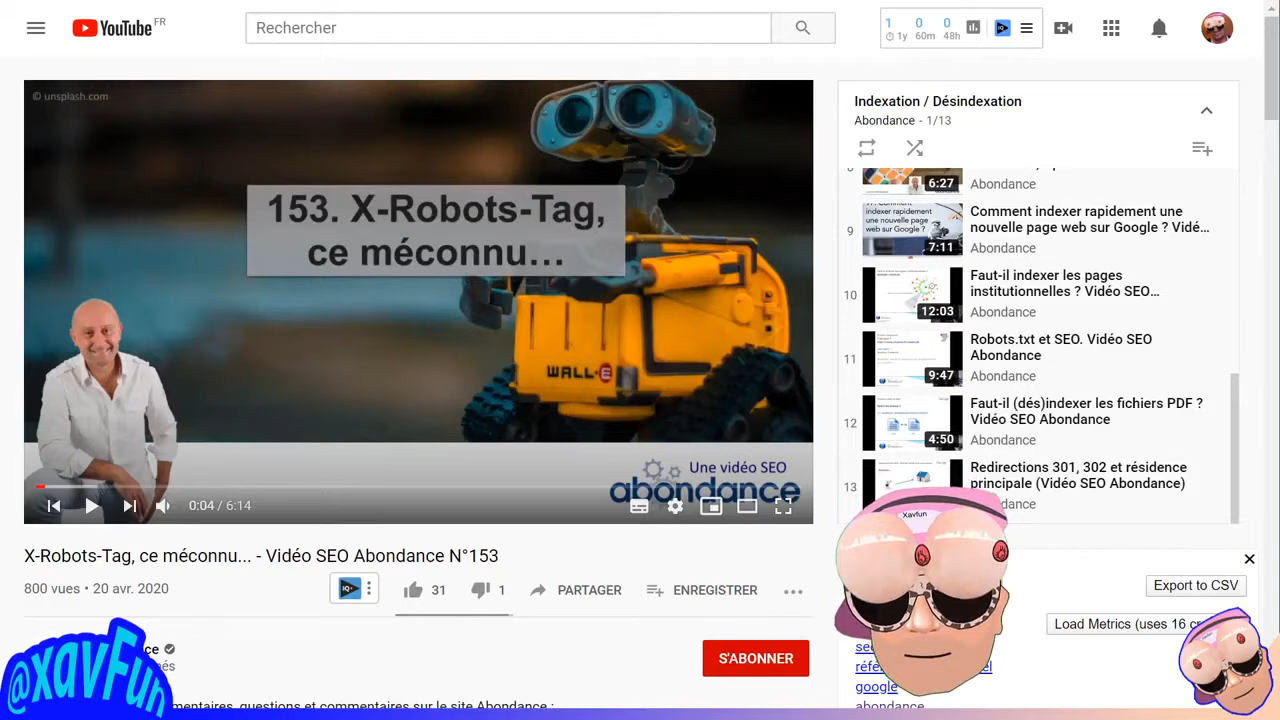 YouTube FR
Rechercher
1 0 0
1y 60m 48h
© unsplash.com
153. X-Robots-Tag,
ce méconnu...
WALL-E
Une vidéo SEO
abondance
0:04 / 6:14
X-Robots-Tag, ce méconnu... - Vidéo SEO Abondance N°153
800 vues • 20 avr. 2020
IQ
31
1
PARTAGER
ENREGISTRER
S'ABONNER
@xavFun
Indexation / Désindexation
Abondance - 1/13
6:27
Abondance
9
7:11
Comment indexer rapidement une
nouvelle page web sur Google ? Vidé...
Abondance
10
12:03
Faut-il indexer les pages
institutionnelles ? Vidéo SEO...
Abondance
11
9:47
Robots.txt et SEO. Vidéo SEO
Abondance
Abondance
12
4:50
Faut-il (dés)indexer les fichiers PDF ?
Vidéo SEO Abondance
Abondance
13
Redirections 301, 302 et résidence
principale (Vidéo SEO Abondance)
Xavfun
Export to CSV
Load Metrics (uses 16
google
abondance